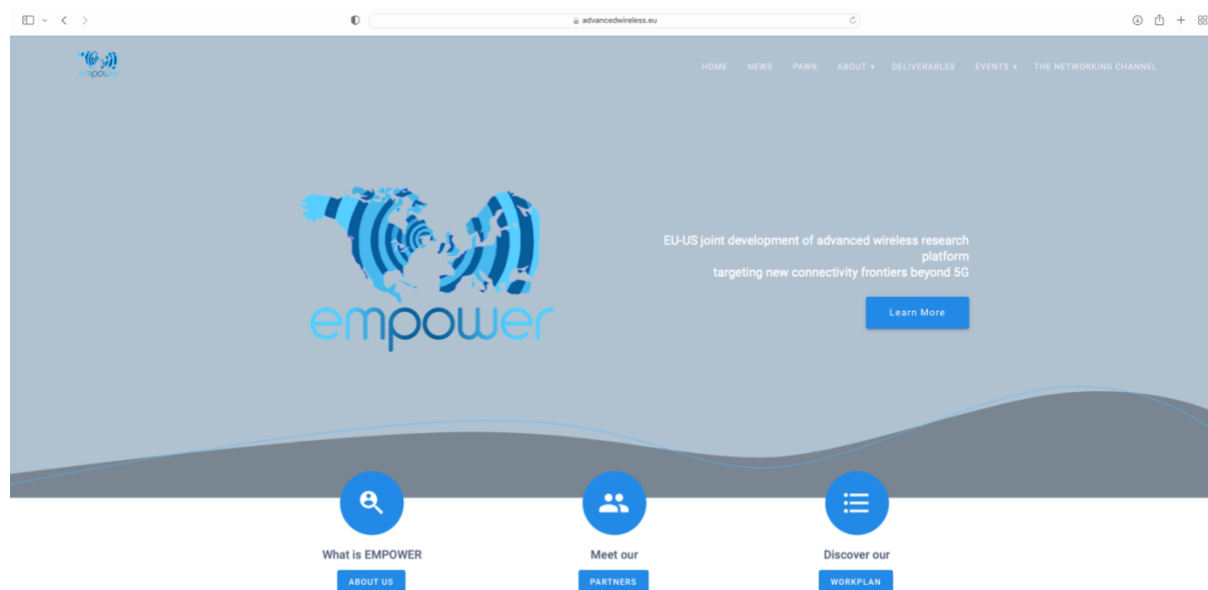 advancedwireless.eu
empower
HOME NEWS PAWR ABOUT ▾ DELIVERABLES EVENTS ▾ THE NETWORKING CHANNEL
empower
EU-US joint development of advanced wireless research
platform
targeting new connectivity frontiers beyond 5G
Learn More
What is EMPOWER
ABOUT US
Meet our
PARTNERS
Discover our
WORKPLAN